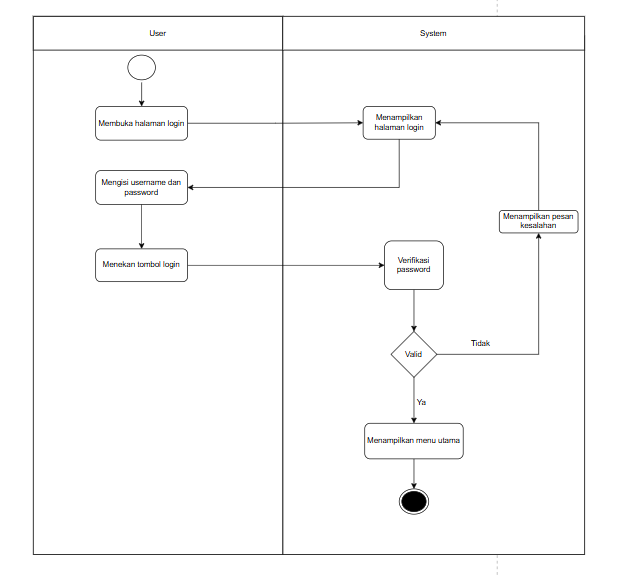 User
System
Membuka halaman login
Menampilkan
halaman login
Mengisi username dan
password
Menampilkan pesan
kesalahan
Menekan tombol login
Verifikasi
password
Valid
Tidak
Ya
Menampilkan menu utama